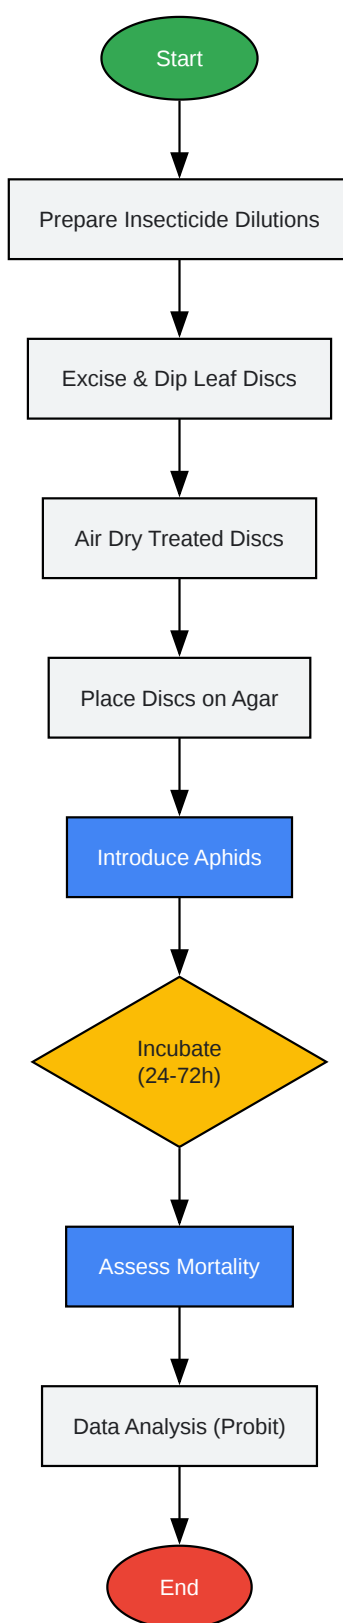 Start
Prepare Insecticide Dilutions
Excise & Dip Leaf Discs
Air Dry Treated Discs
Place Discs on Agar
Introduce Aphids
Incubate
(24-72h)
Assess Mortality
Data Analysis (Probit)
End